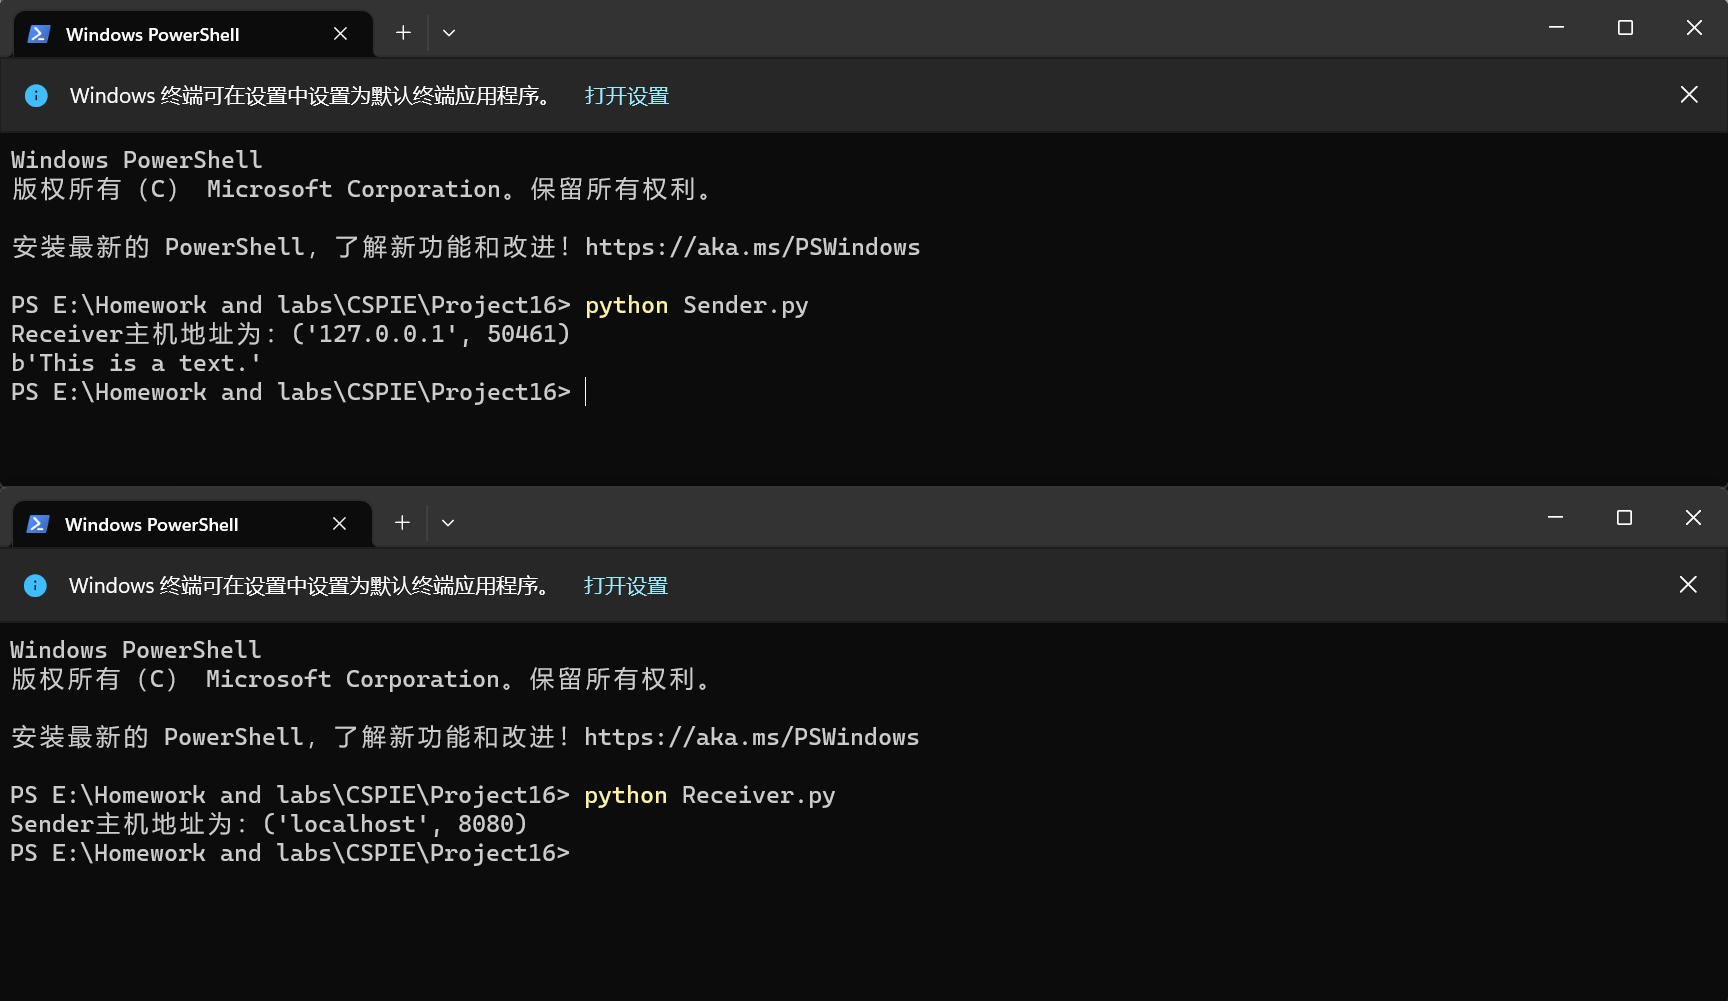 Windows PowerShell
Windows 终端可在设置中设置为默认终端应用程序。 打开设置
Windows PowerShell
版权所有（C） Microsoft Corporation。保留所有权利。
安装最新的 PowerShell，了解新功能和改进！https://aka.ms/PSWindows
PS E:\Homework and labs\CSPIE\Project16> python Sender.py
Receiver主机地址为：('127.0.0.1', 50461)
b'This is a text.'
PS E:\Homework and labs\CSPIE\Project16>
Windows PowerShell
Windows 终端可在设置中设置为默认终端应用程序。 打开设置
Windows PowerShell
版权所有（C） Microsoft Corporation。保留所有权利。
安装最新的 PowerShell，了解新功能和改进！https://aka.ms/PSWindows
PS E:\Homework and labs\CSPIE\Project16> python Receiver.py
Sender主机地址为：('localhost', 8080)
PS E:\Homework and labs\CSPIE\Project16>